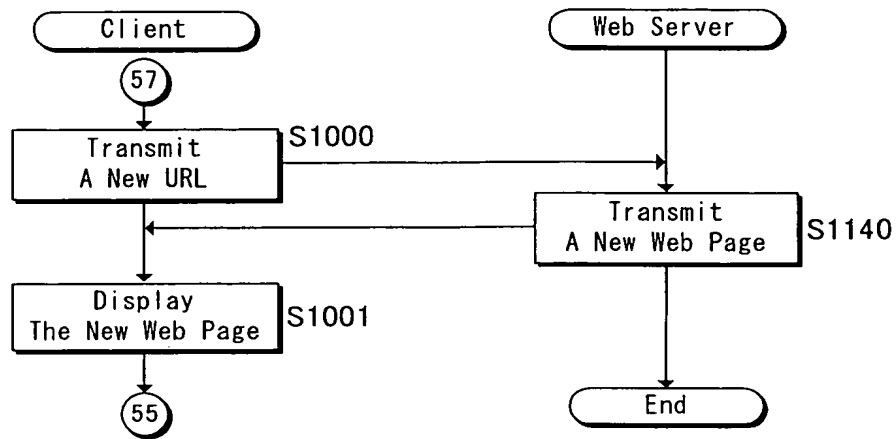 Client
Web Server
57
Transmit
A New URL
S1000
Transmit
A New Web Page
S1140
Display
The New Web Page
S1001
55
End